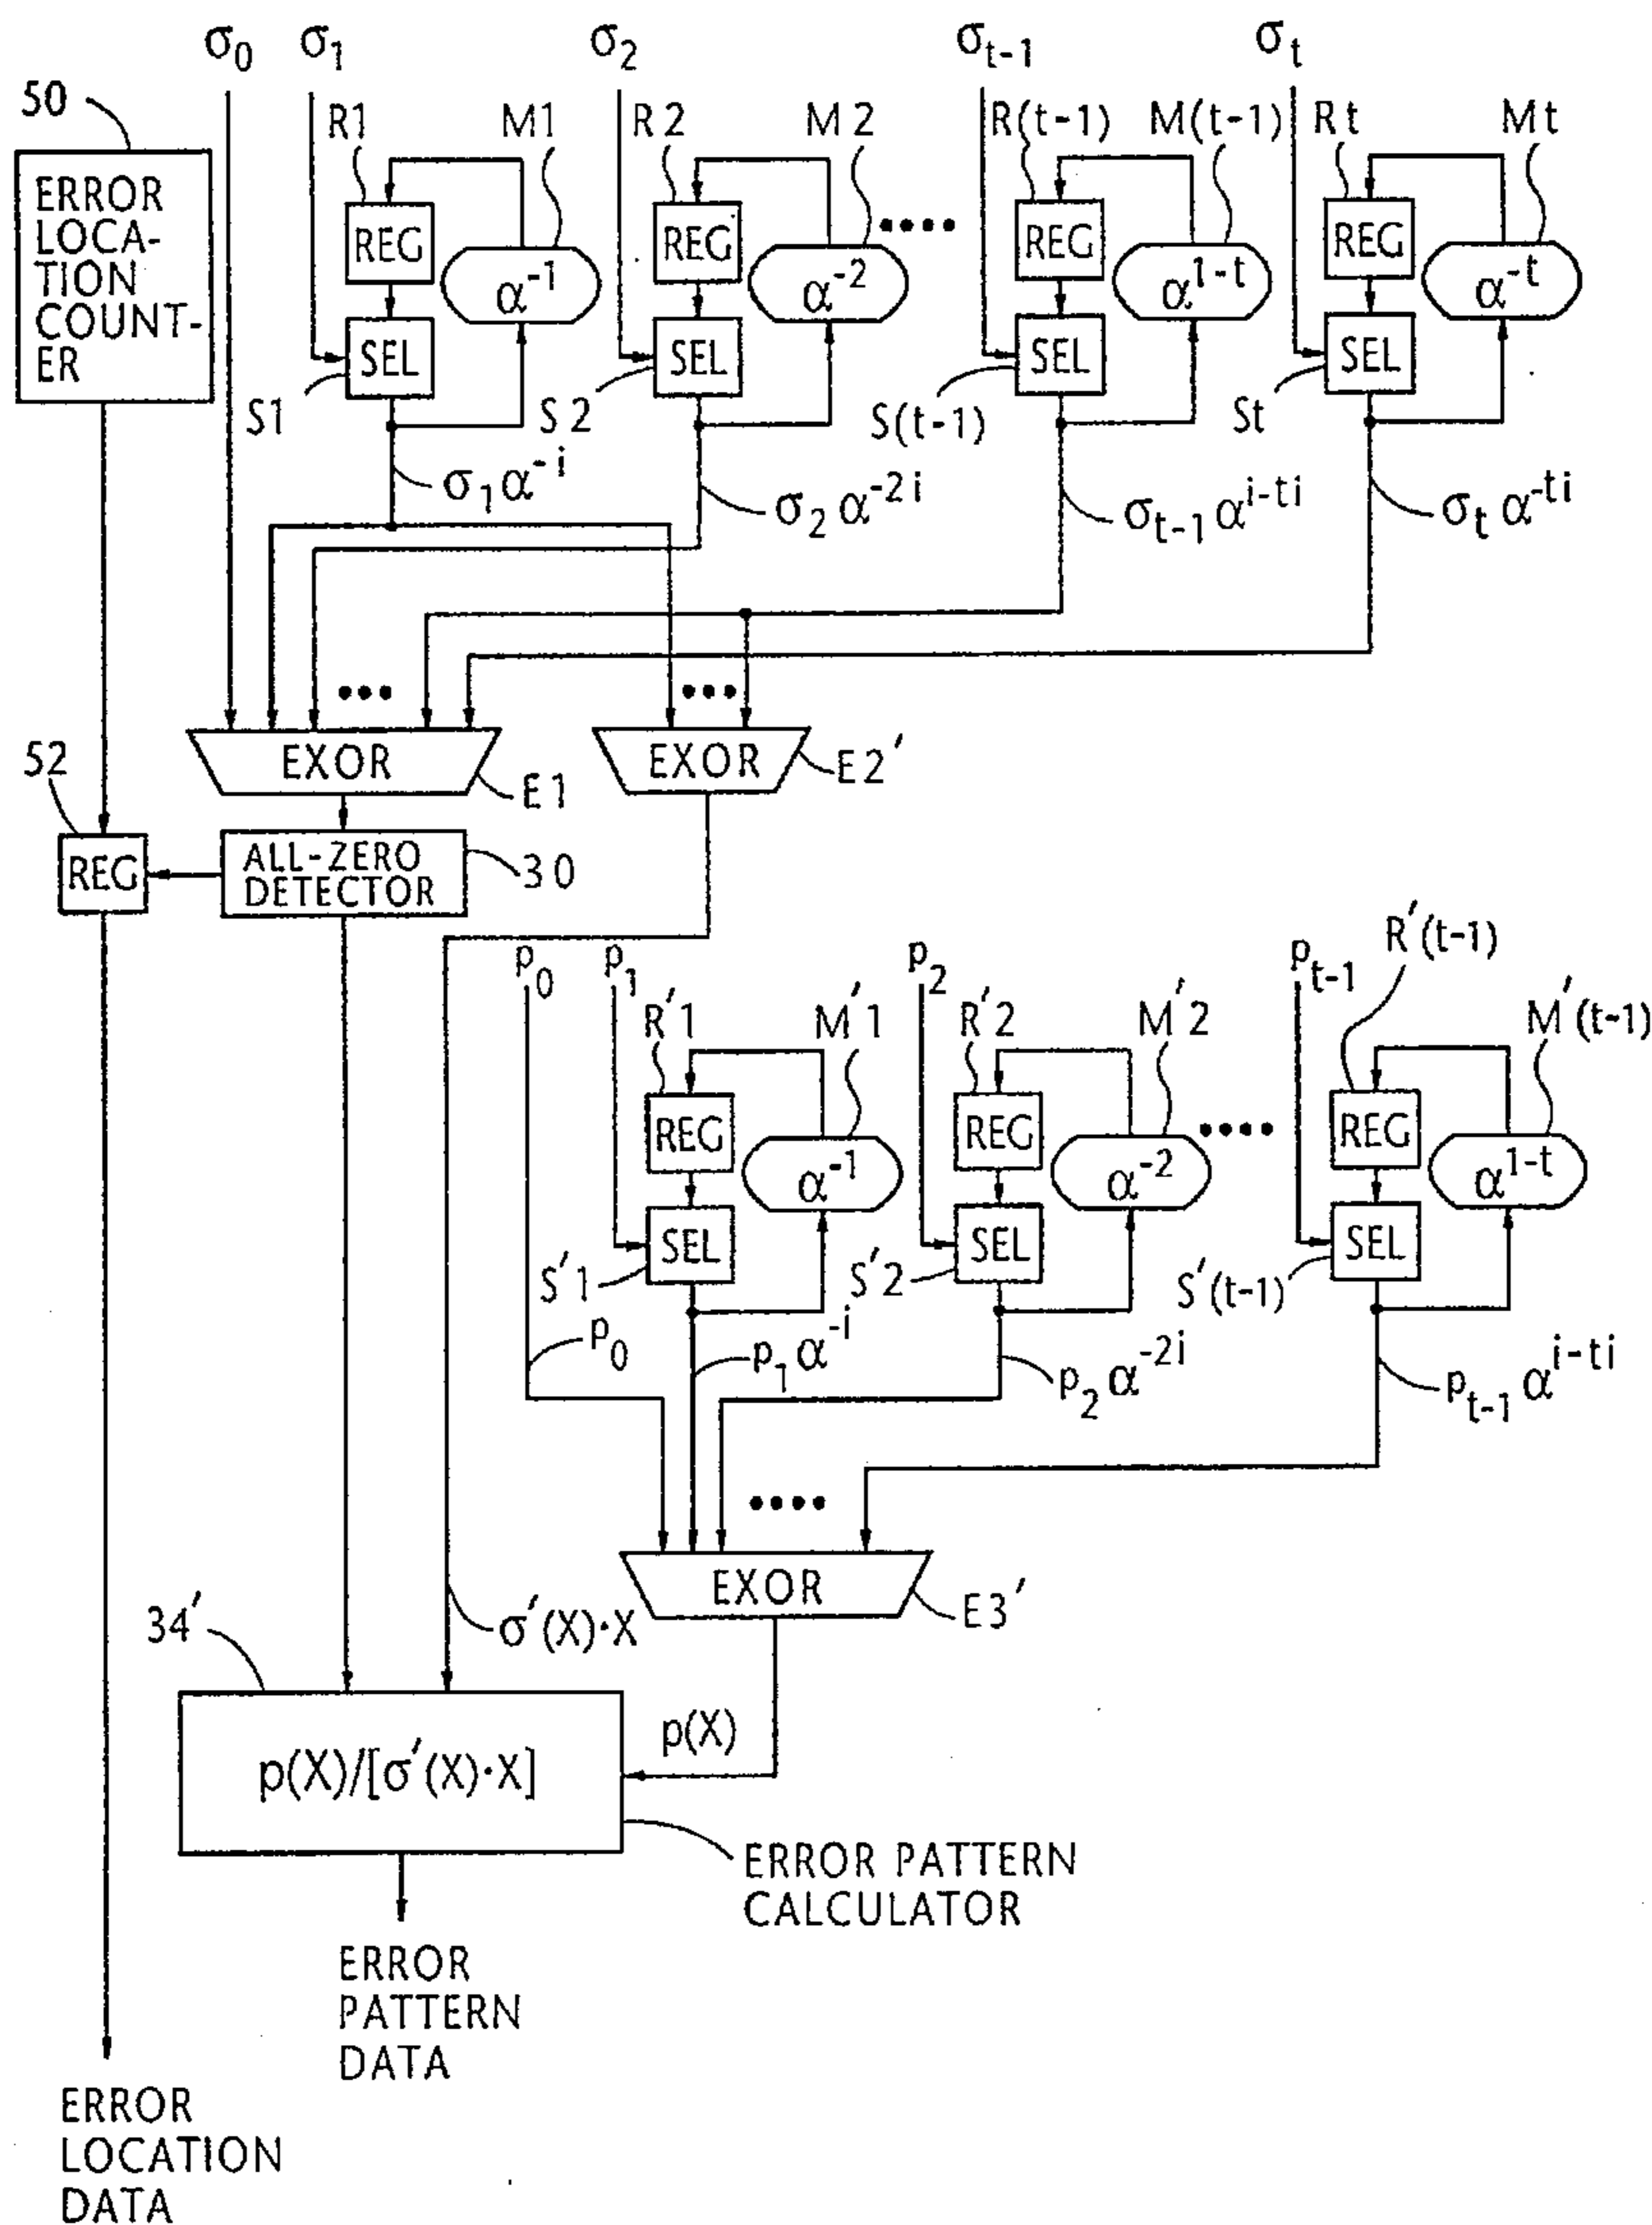 σ₀ σ₁ σ₂ σₜ₋₁ σₜ
50
R1 M1 R2 M2 R(t-1) M(t-1) Rt Mt
ERROR
LOCA-
TION
COUNT-
ER
REG α⁻¹ REG α⁻² •••• REG α¹⁻ᵗ REG α⁻ᵗ
SEL SEL SEL SEL
S1 S2 S(t-1) St
σ₁α⁻ⁱ σ₂α⁻²ⁱ σₜ₋₁αⁱ⁻ᵗⁱ σₜα⁻ᵗⁱ
••• •••
52 EXOR E1 EXOR E2′
REG
ALL-ZERO
DETECTOR
30
p₀ p₁ p₂ pₜ₋₁ R′(t-1)
R′1 M′1 R′2 M′2 M′(t-1)
REG α⁻¹ REG α⁻² •••• REG α¹⁻ᵗ
SEL SEL SEL
S′1 S′2 S′(t-1)
p₀ p₁α⁻ⁱ p₂α⁻²ⁱ pₜ₋₁αⁱ⁻ᵗⁱ
••••
EXOR E3′
34′ σ′(X)·X
p(X)
p(X)/[σ′(X)·X]
ERROR PATTERN
CALCULATOR
ERROR
PATTERN
DATA
ERROR
LOCATION
DATA